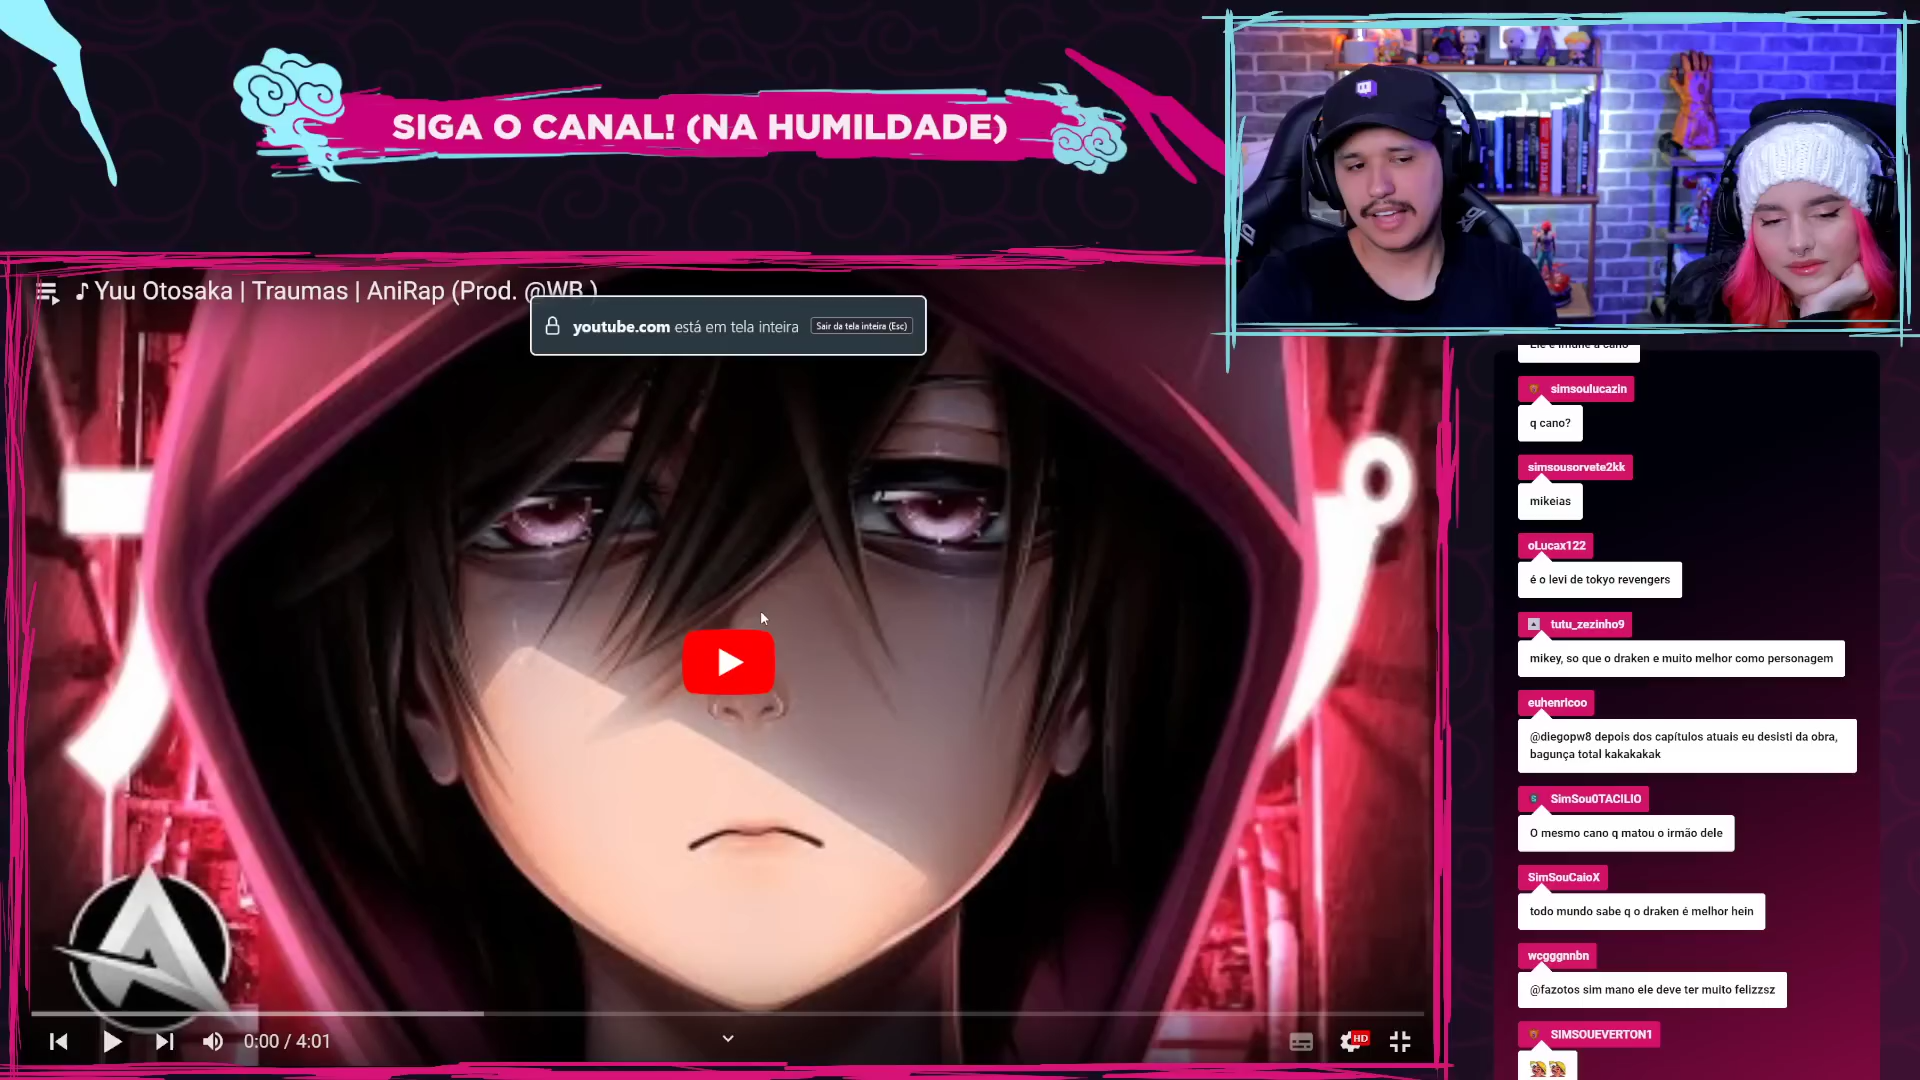 SIGA O CANAL! (NA HUMILDADE)
♪ Yuu Otosaka | Traumas | AniRap (Prod. @WB )
youtube.com está em tela inteira
Sair da tela inteira (Esc)
simsoulucazin
q cano?
simsousorvete2kk
mikeias
oLucax122
é o levi de tokyo revengers
tutu_zezinho9
mikey, so que o draken e muito melhor como personagem
euhenricoo
@diegopw8 depois dos capítulos atuais eu desisti da obra,
bagunça total kakakakak
SimSou0TACILIO
O mesmo cano q matou o irmão dele
SimSouCaioX
todo mundo sabe q o draken é melhor hein
wcgggnnbn
@fazotos sim mano ele deve ter muito felizzsz
SIMSOUEVERTON1
0:00 / 4:01
HD